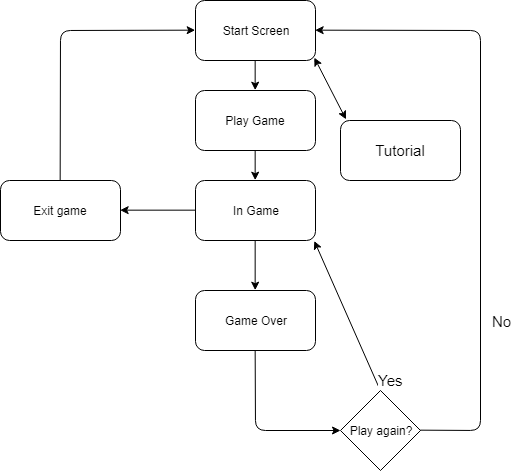 Start Screen
Play Game
Tutorial
Exit game
In Game
Game Over
No
Yes
Play again?